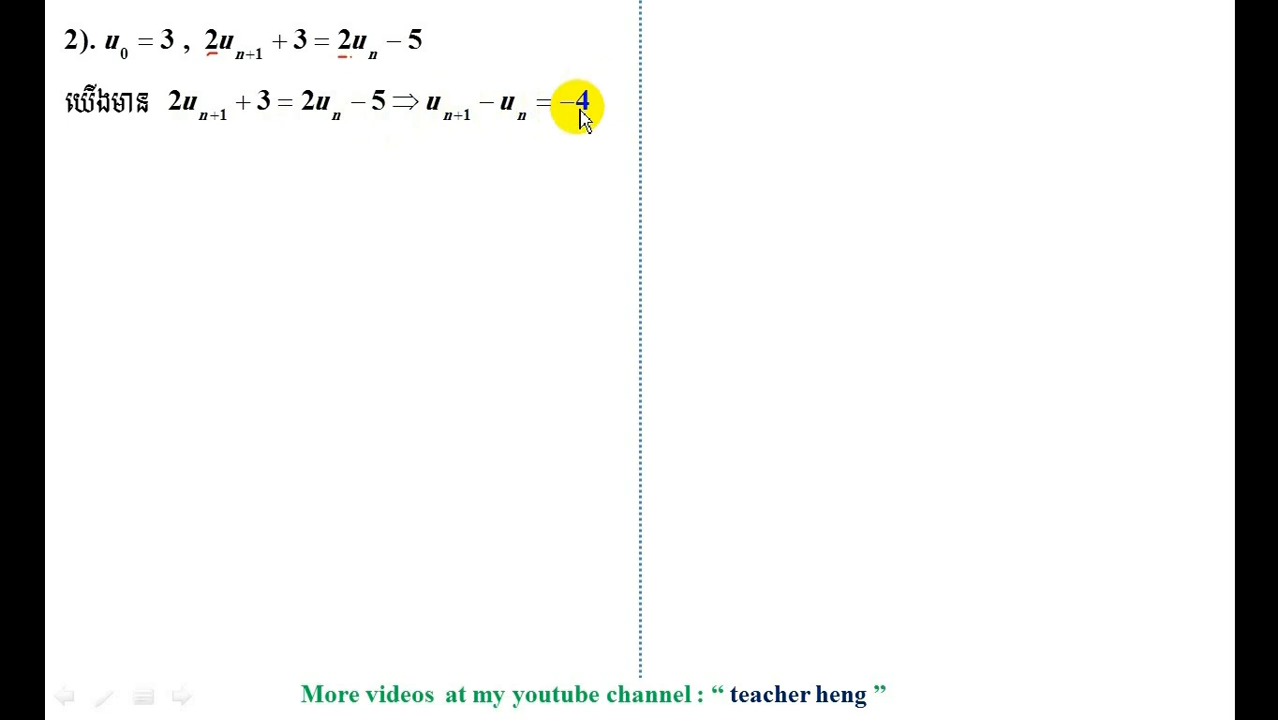 2). u₀ = 3 , 2uₙ₊₁ + 3 = 2uₙ − 5
យើងមាន 2uₙ₊₁ + 3 = 2uₙ − 5 ⇒ uₙ₊₁ − uₙ = −4
More videos at my youtube channel : “ teacher heng ”